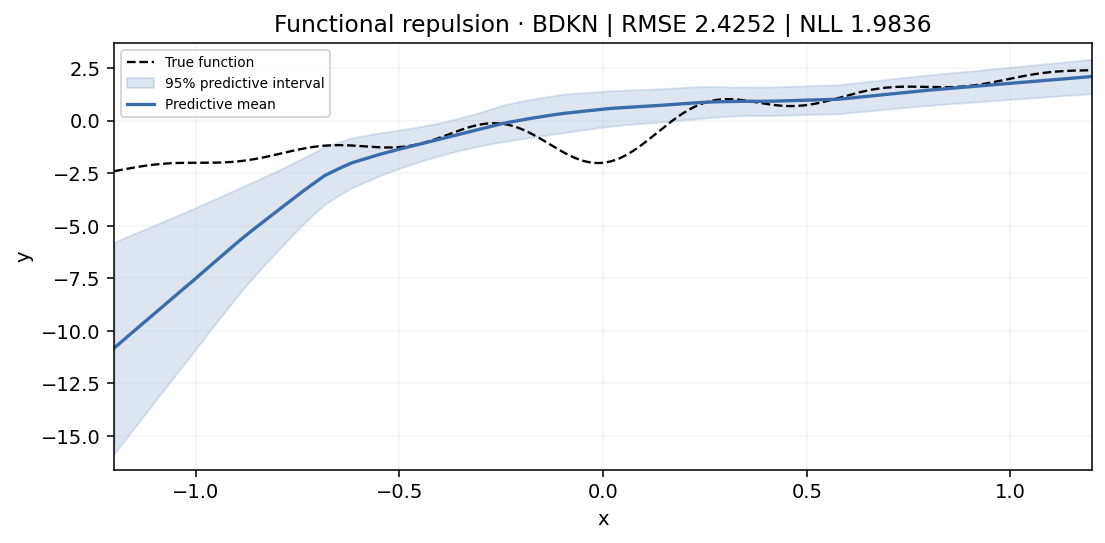 Functional repulsion · BDKN | RMSE 2.4252 | NLL 1.9836
True function
95% predictive interval
Predictive mean
2.5
0.0
−2.5
−5.0
−7.5
−10.0
−12.5
−15.0
y
−1.0 −0.5 0.0 0.5 1.0
x